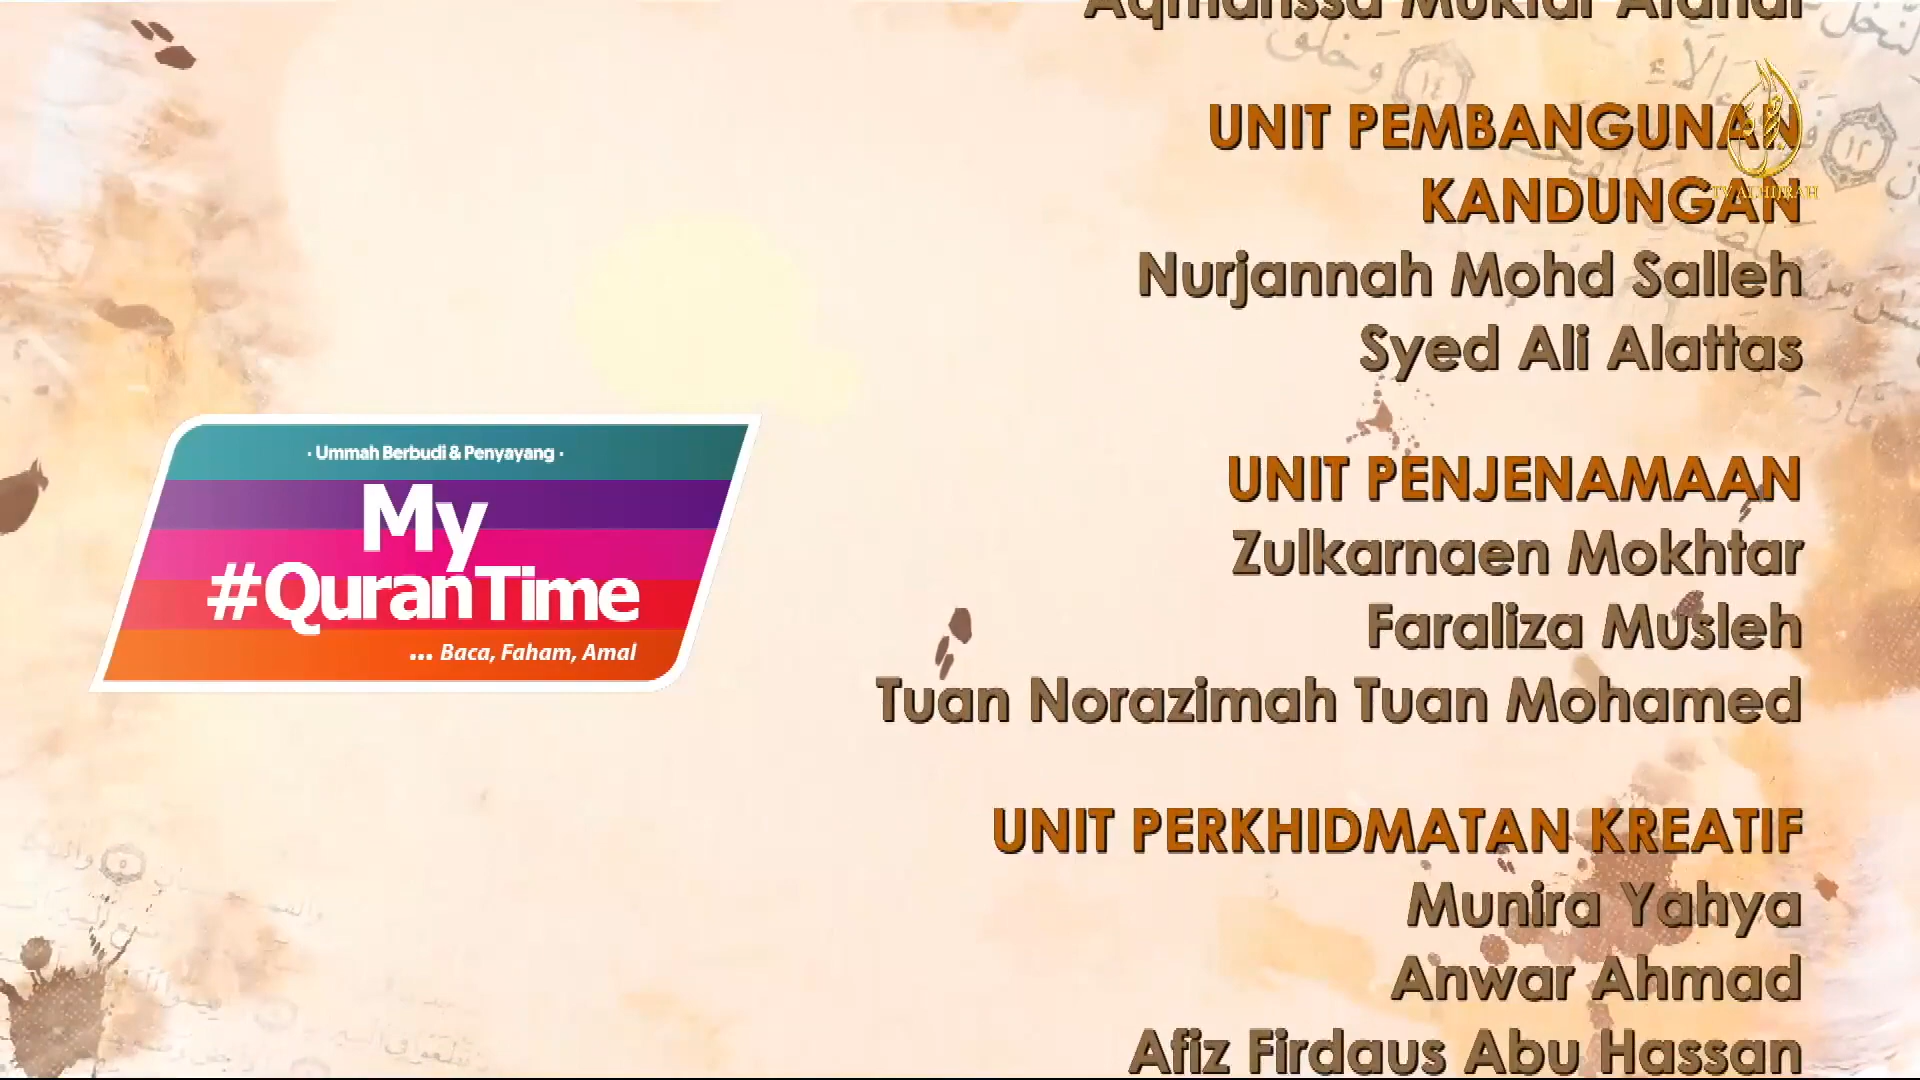 UNIT PEMBANGUNAN
KANDUNGAN
Nurjannah Mohd Salleh
Syed Ali Alattas
UNIT PENJENAMAAN
Zulkarnaen Mokhtar
Faraliza Musleh
Tuan Norazimah Tuan Mohamed
UNIT PERKHIDMATAN KREATIF
Munira Yahya
Anwar Ahmad
Afiz Firdaus Abu Hassan
· Ummah Berbudi & Penyayang ·
My
#QuranTime
... Baca, Faham, Amal
TV ALHIJRAH